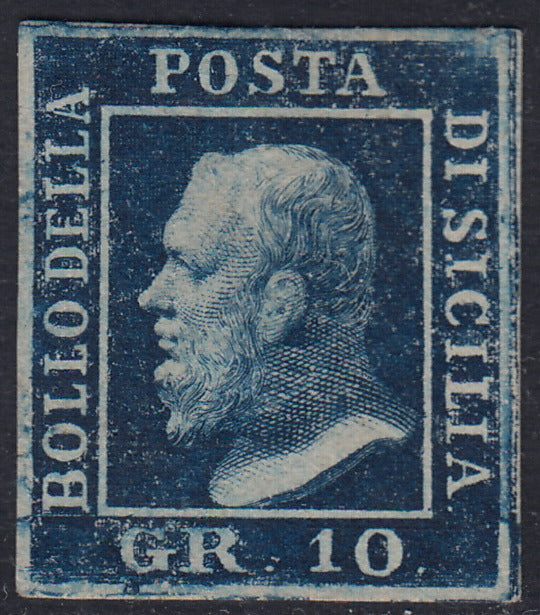 BOLLO DELLA
POSTA
DI SICILIA
GR. 10.